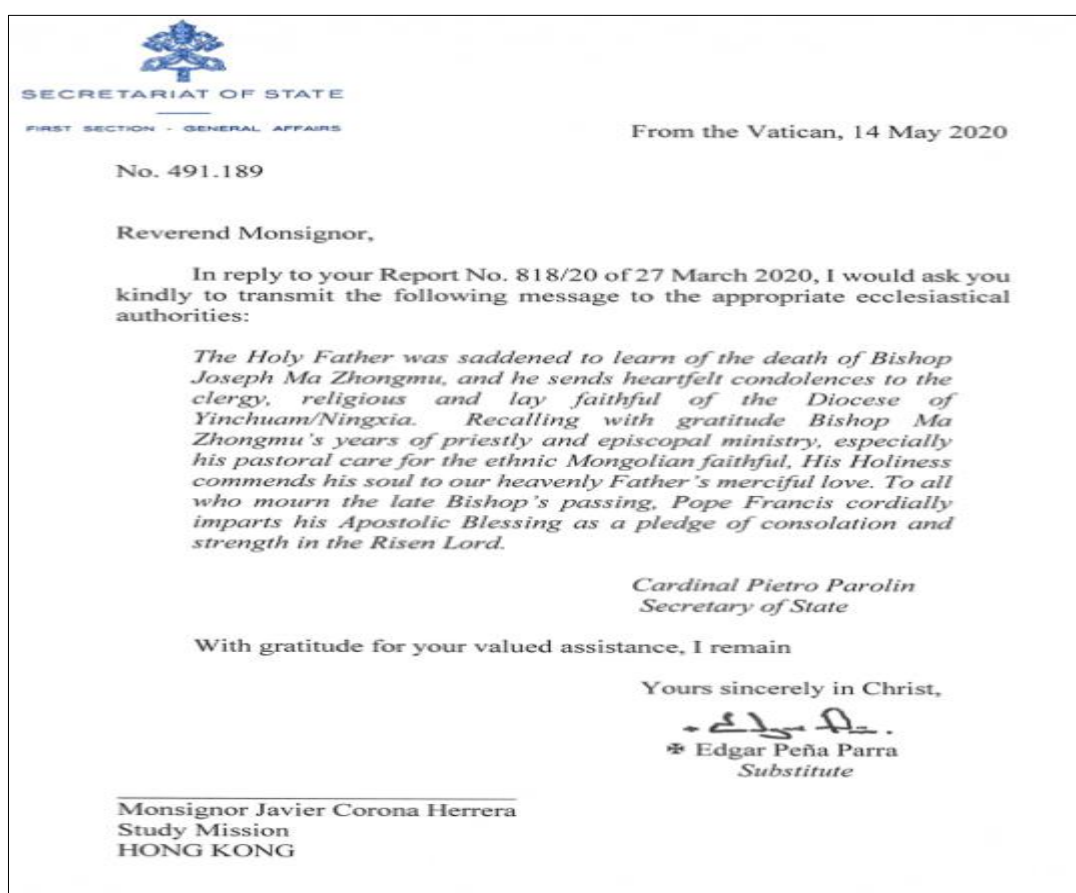 SECRETARIAT OF STATE
FIRST SECTION - GENERAL AFFAIRS
From the Vatican, 14 May 2020
No. 491.189
Reverend Monsignor,
In reply to your Report No. 818/20 of 27 March 2020, I would ask you
kindly to transmit the following message to the appropriate ecclesiastical
authorities:
The Holy Father was saddened to learn of the death of Bishop
Joseph Ma Zhongmu, and he sends heartfelt condolences to the
clergy, religious and lay faithful of the Diocese of
Yinchuam/Ningxia. Recalling with gratitude Bishop Ma
Zhongmu's years of priestly and episcopal ministry, especially
his pastoral care for the ethnic Mongolian faithful, His Holiness
commends his soul to our heavenly Father's merciful love. To all
who mourn the late Bishop's passing, Pope Francis cordially
imparts his Apostolic Blessing as a pledge of consolation and
strength in the Risen Lord.
Cardinal Pietro Parolin
Secretary of State
With gratitude for your valued assistance, I remain
Yours sincerely in Christ,
✠ Edgar Peña Parra
Substitute
Monsignor Javier Corona Herrera
Study Mission
HONG KONG